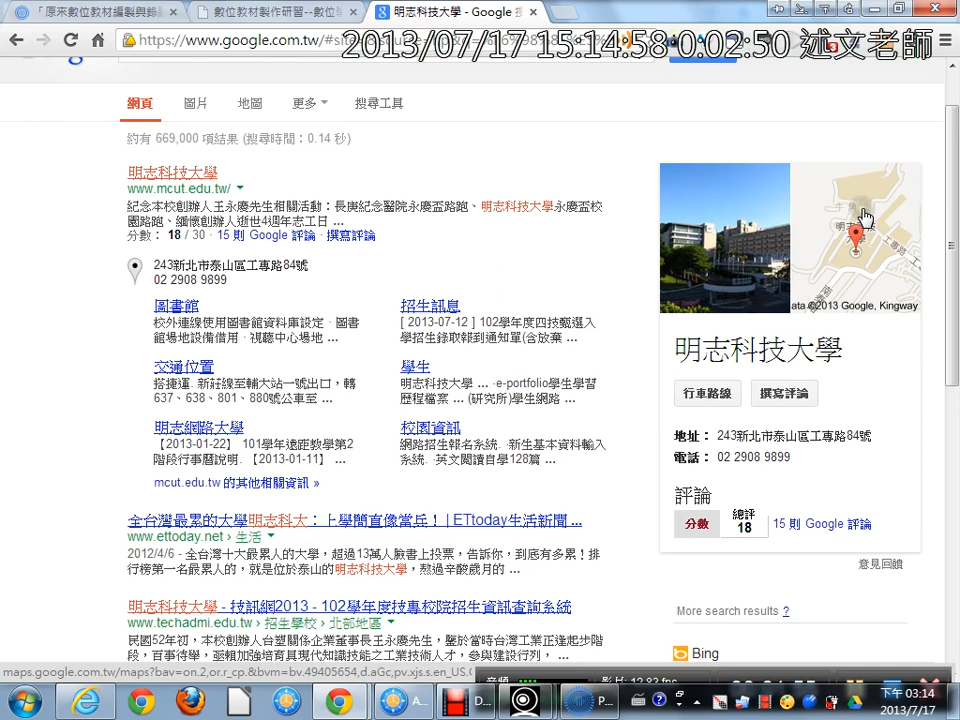 「原來數位教材編製與錄
數位教材製作研習--數位
明志科技大學 - Google
https://www.google.com.tw/#
2013/07/17 15:14:58 0:02:50 述文老師
網頁
圖片
地圖
更多
搜尋工具
約有 669,000 項結果 (搜尋時間：0.14 秒)
明志科技大學
www.mcut.edu.tw/
紀念本校創辦人王永慶先生相關活動：長庚紀念醫院永慶盃路跑、明志科技大學永慶盃校
園路跑、緬懷創辦人逝世4週年志工日 ...
分數： 18 / 30 · 15 則 Google 評論 · 撰寫評論
243新北市泰山區工專路84號
02 2908 9899
圖書館
校外連線使用圖書館資料庫設定 · 圖書
館場地設備借用 · 視聽中心場地 ...
招生訊息
[ 2013-07-12 ] 102學年度四技甄選入
學招生錄取報到通知單(含放棄 ...
交通位置
搭捷運. 新莊線至輔大站一號出口，轉
637、638、801、880號公車至 ...
學生
明志科技大學 ... ·e-portfolio學生學習
歷程檔案 ... (研究所)學生網路 ...
明志網路大學
【2013-01-22】 101學年遠距教學第2
階段行事曆說明. 【2013-01-11】 ...
校園資訊
網路招生報名系統. ·新生基本資料輸入
系統. ·英文閱讀自學128篇 ...
mcut.edu.tw 的其他相關資訊 »
全台灣最累的大學明志科大：上學簡直像當兵！ | ETtoday生活新聞 ...
www.ettoday.net › 生活
2012/4/6 - 全台灣十大最累人的大學，超過13萬人臉書上投票，告訴你，到底有多累！排
行榜第一名最累人的，就是位於泰山的明志科技大學，熬過辛酸歲月的 ...
明志科技大學 - 技訊網2013 - 102學年度技專校院招生資訊查詢系統
www.techadmi.edu.tw › 招生學校 › 北部地區
民國52年初，本校創辦人台塑關係企業董事長王永慶先生，鑒於當時台灣工業正逢起步階
段，百事待舉，亟賴加強培育具現代知識技能之工業技術人才，參與建設行列， ...
工專路
ata ©2013 Google, Kingway
明志科技大學
行車路線
撰寫評論
地址： 243新北市泰山區工專路84號
電話： 02 2908 9899
評論
分數
總評
18
15 則 Google 評論
意見回饋
More search results ?
Bing
maps.google.com.tw/maps?bav=on.2,or.r_cp.&bvm=bv.49405654,d.aGc,pv.xjs.s.en_US.
A...
D...
P...
下午 03:14
2013/7/17